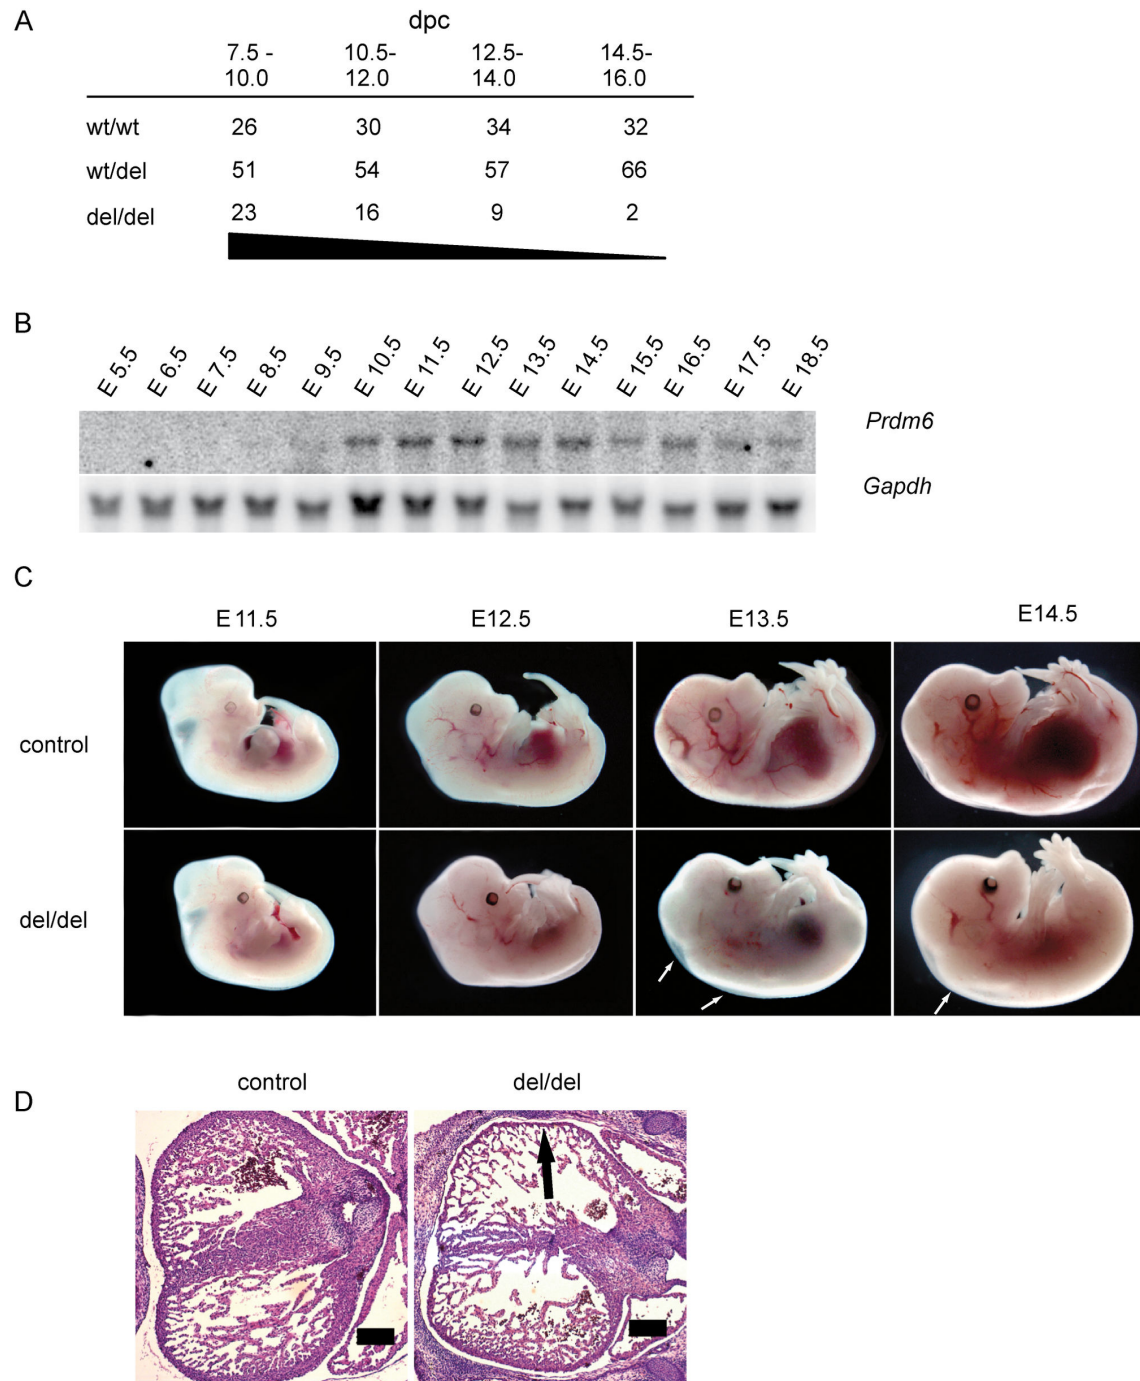 A
dpc
7.5 - 10.5- 12.5- 14.5-
10.0 12.0 14.0 16.0
wt/wt 26 30 34 32
wt/del 51 54 57 66
del/del 23 16 9 2
B
E 5.5 E 6.5 E 7.5 E 8.5 E 9.5 E 10.5 E 11.5 E 12.5 E 13.5 E 14.5 E 15.5 E 16.5 E 17.5 E 18.5
Prdm6
Gapdh
C
E 11.5 E12.5 E13.5 E14.5
control
del/del
control del/del
D